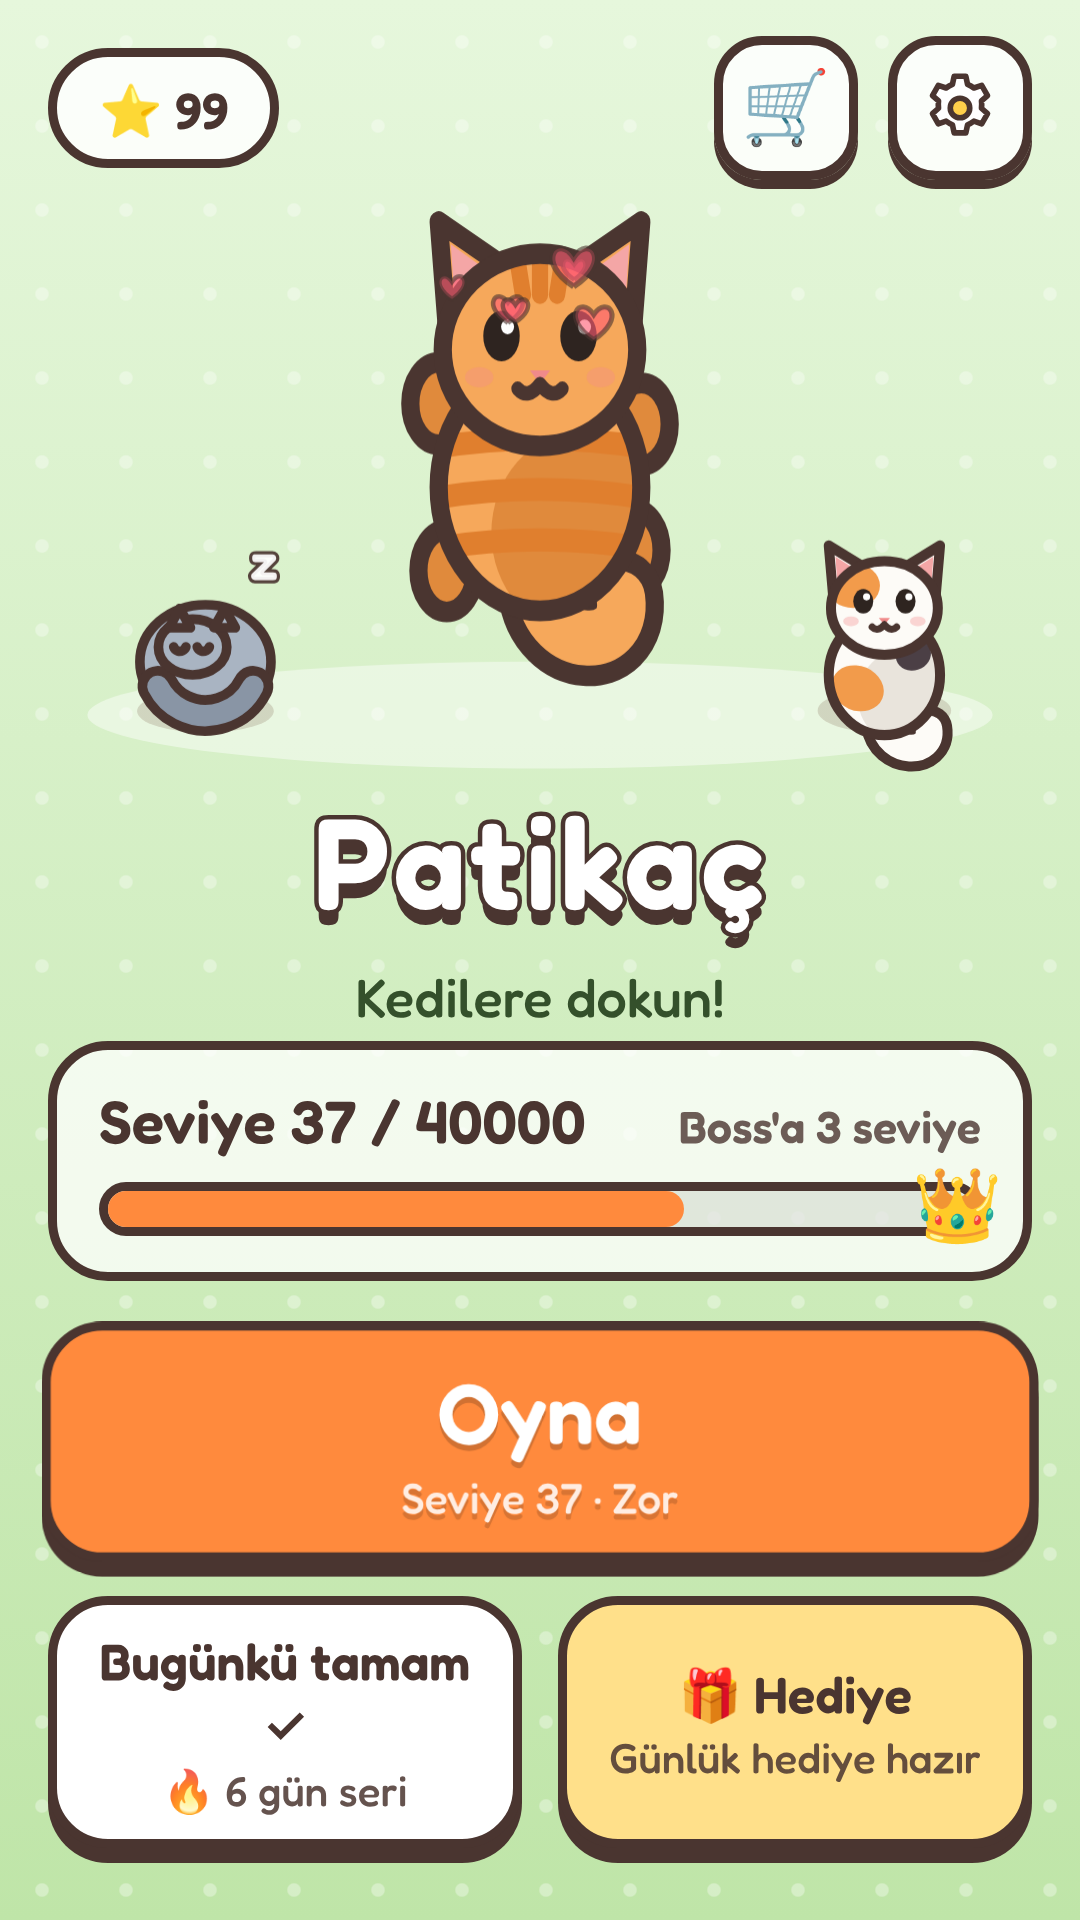 ⭐ 99
z
Patikaç
Kedilere dokun!
Seviye 37 / 40000
Boss'a 3 seviye
Oyna
Seviye 37 · Zor
Bugünkü tamam
✓
🔥 6 gün seri
🎁 Hediye
Günlük hediye hazır